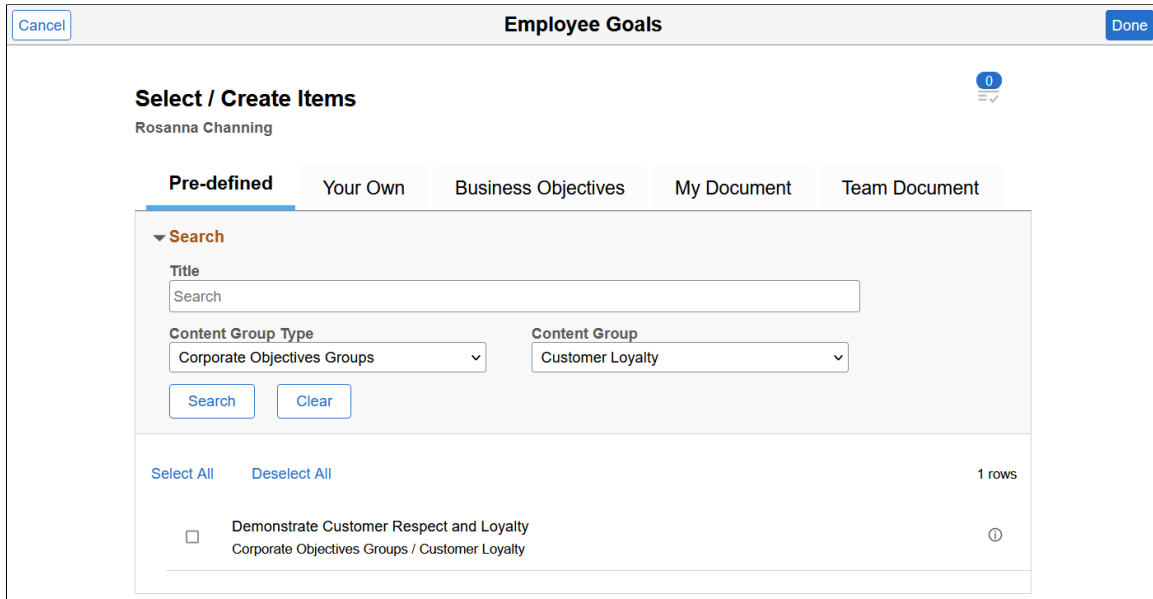 Cancel
Employee Goals
Done
0
Select / Create Items
Rosanna Channing
Pre-defined
Your Own
Business Objectives
My Document
Team Document
Search
Title
Search
Content Group Type
Content Group
Corporate Objectives Groups
Customer Loyalty
Search
Clear
Select All
Deselect All
1 rows
Demonstrate Customer Respect and Loyalty
Corporate Objectives Groups / Customer Loyalty